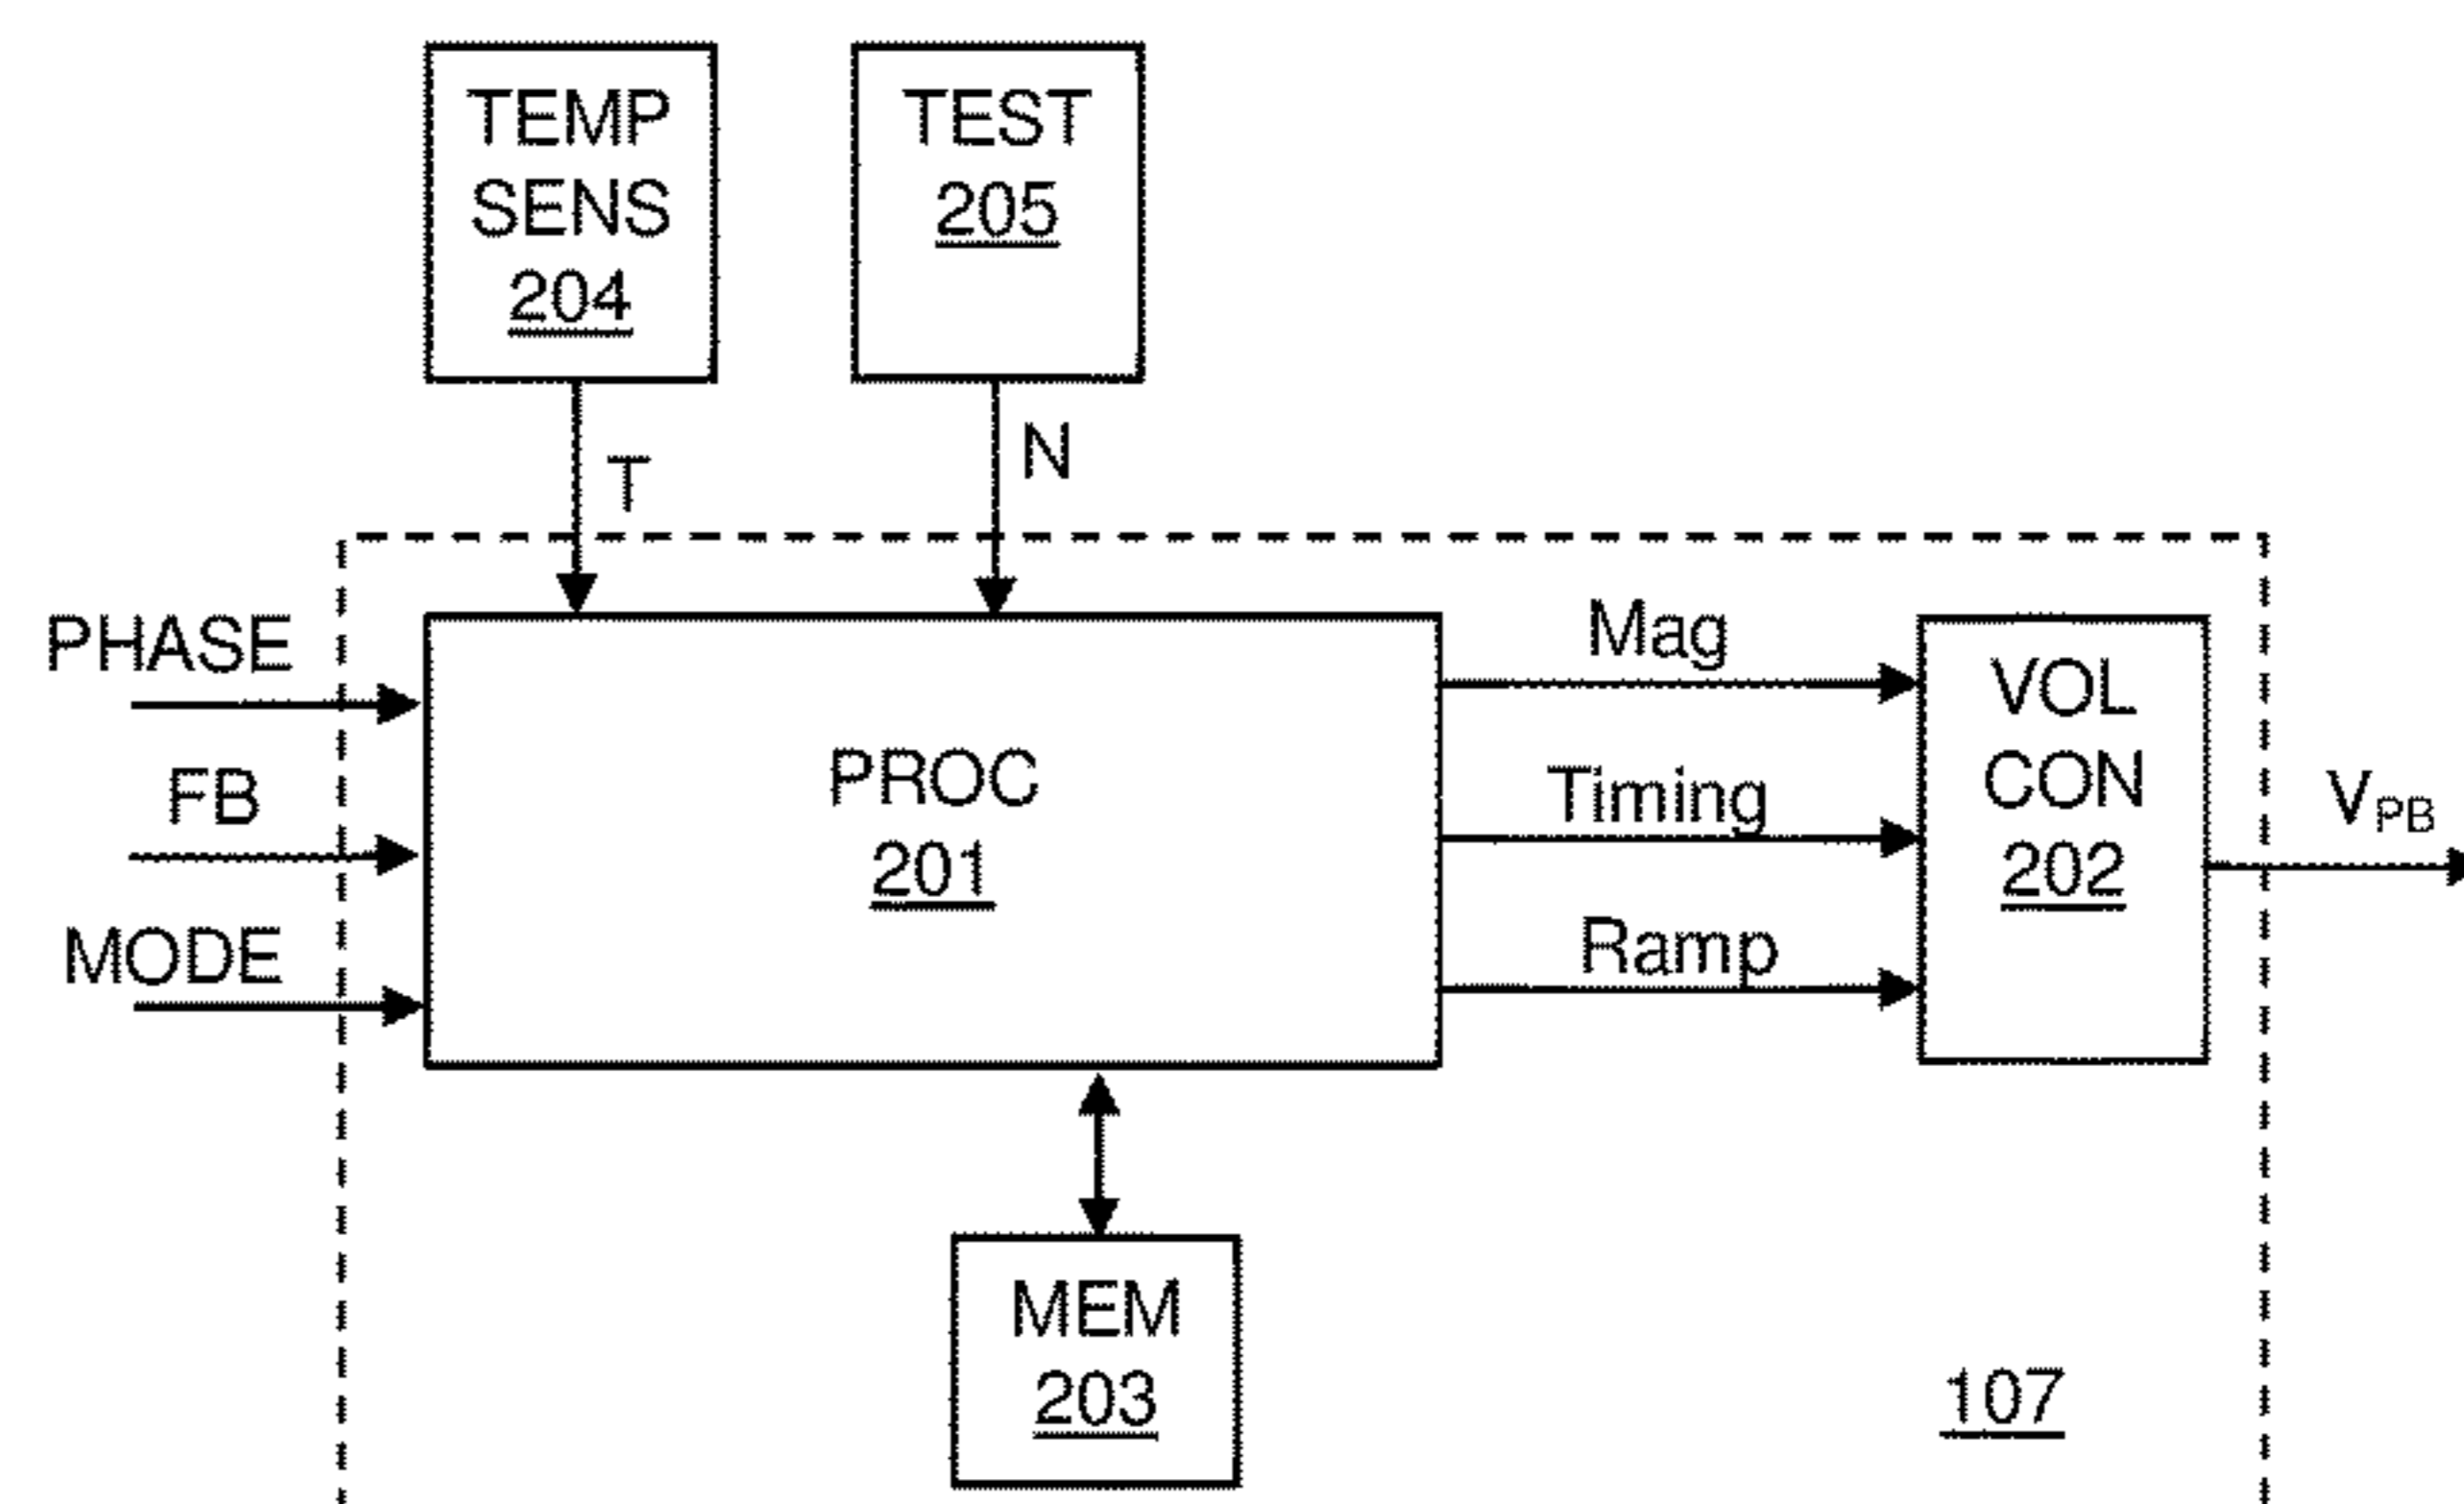 TEMP
SENS
204
TEST
205
T
N
PHASE
FB
MODE
PROC
201
Mag
Timing
Ramp
VOL
CON
202
VPB
MEM
203
107